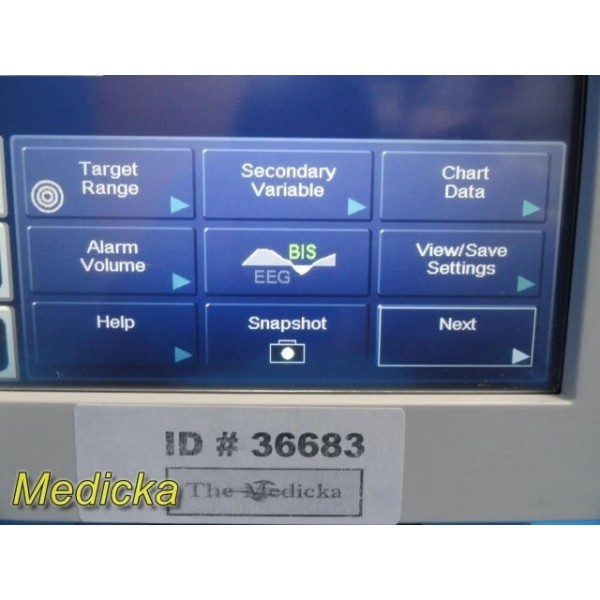 Target
Range
Secondary
Variable
Chart
Data
Alarm
Volume
BIS
EEG
View/Save
Settings
Help
Snapshot
Next
ID # 36683
The Medicka
Medicka